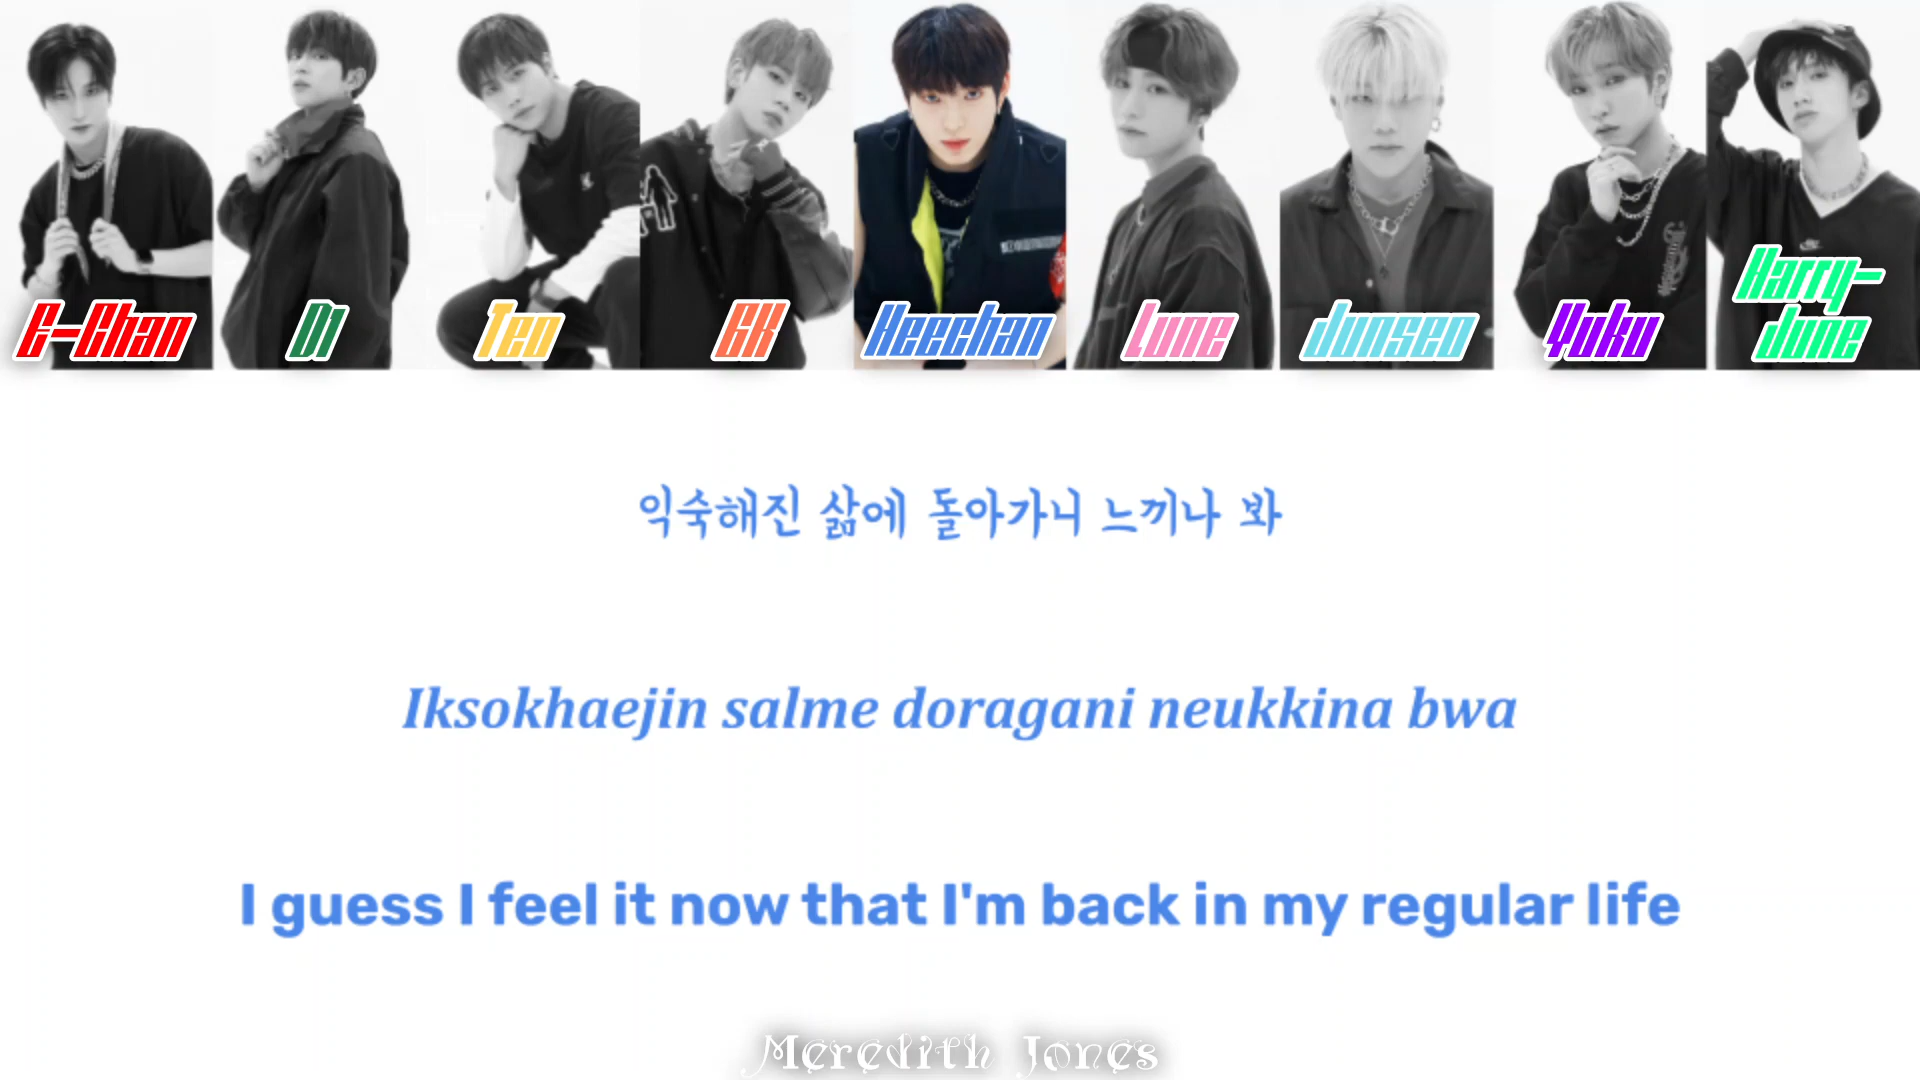 E-Chan
D1
Teo
GK
Heechan
Lune
Junseo
Yuku
Harry-
June
익숙해진 삶에 돌아가니 느끼나 봐
Iksokhaejin salme doragani neukkina bwa
I guess I feel it now that I'm back in my regular life
Meredith Jones